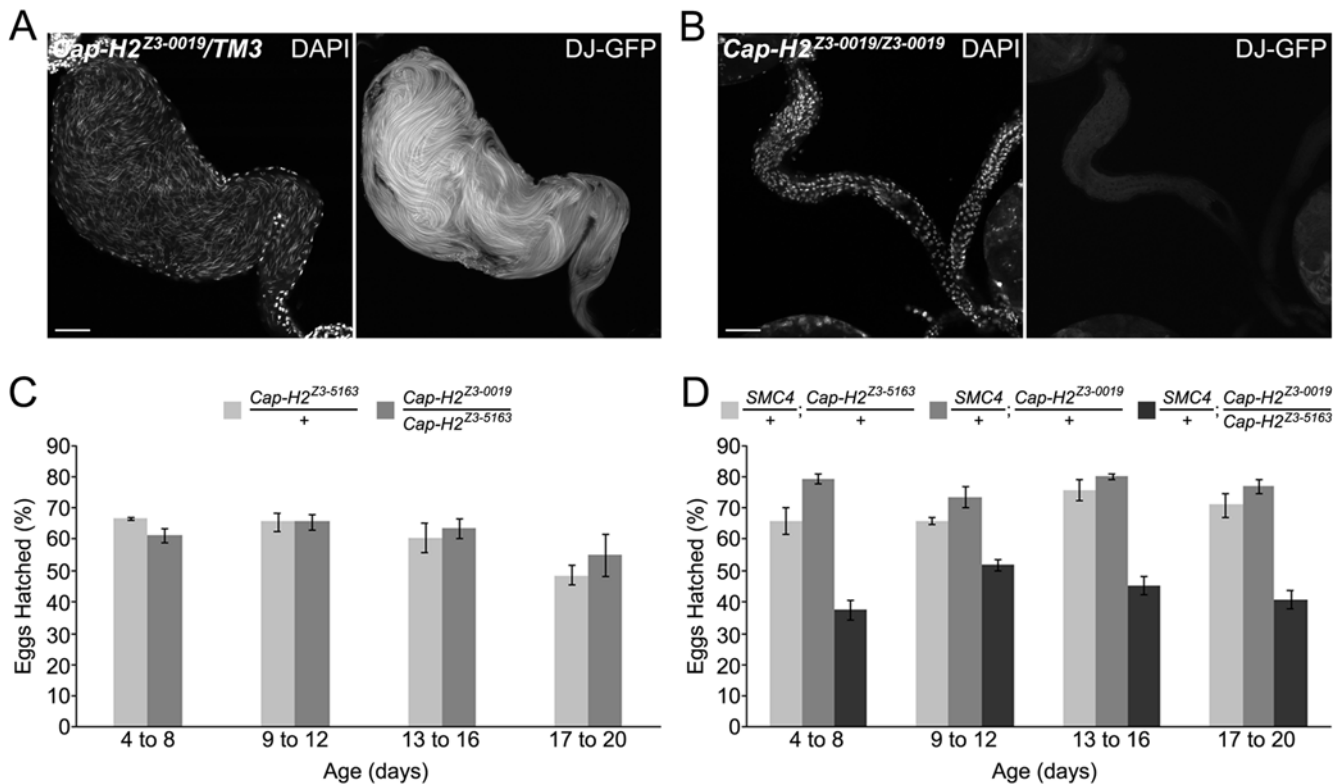 A
Cap-H2Z3-0019/TM3 DAPI
DJ-GFP
B
Cap-H2Z3-0019/Z3-0019 DAPI
DJ-GFP
C
Cap-H2Z3-5163
+
Cap-H2Z3-0019
Cap-H2Z3-5163
Eggs Hatched (%)
90
80
70
60
50
40
30
20
10
0
4 to 8
9 to 12
13 to 16
17 to 20
Age (days)
D
SMC4 ; Cap-H2Z3-5163
+ +
SMC4 ; Cap-H2Z3-0019
+ +
SMC4 ; Cap-H2Z3-0019
+ Cap-H2Z3-5163
Eggs Hatched (%)
90
80
70
60
50
40
30
20
10
0
4 to 8
9 to 12
13 to 16
17 to 20
Age (days)